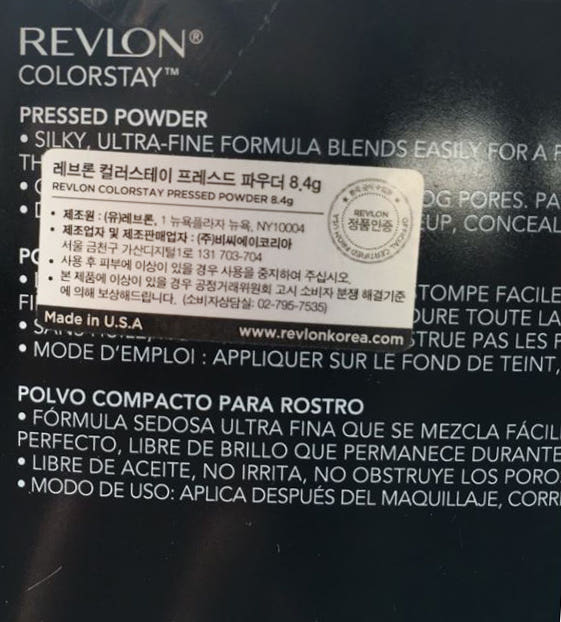 REVLON®
COLORSTAY™
PRESSED POWDER
• SILKY, ULTRA-FINE FORMULA BLENDS EASILY FOR A
레브론 컬러스테이 프레스드 파우더 8.4g
REVLON COLORSTAY PRESSED POWDER 8.4g
• 제조원 : (유)레브론, 1 뉴욕플라자 뉴욕, NY10004
• 제조업자 및 제조판매업자 : (주)비씨에이코리아
서울 금천구 가산디지털1로 131 703-704
• 사용 후 피부에 이상이 있을 경우 사용을 중지하여 주십시오.
• 본 제품에 이상이 있을 경우 공정거래위원회 고시 소비자 분쟁 해결기준
에 의해 보상해드립니다. (소비자상담실: 02-795-7535)
Made in U.S.A
www.revlonkorea.com
REVLON
정품인증
OG PORES. PA
EUP, CONCEAL
TOMPE FACILE
DURE TOUTE LA
STRUE PAS LES P
• MODE D'EMPLOI : APPLIQUER SUR LE FOND DE TEINT,
POLVO COMPACTO PARA ROSTRO
• FÓRMULA SEDOSA ULTRA FINA QUE SE MEZCLA FÁCIL
PERFECTO, LIBRE DE BRILLO QUE PERMANECE DURANTE
• LIBRE DE ACEITE, NO IRRITA, NO OBSTRUYE LOS PORO
• MODO DE USO: APLICA DESPUÉS DEL MAQUILLAJE, CORR